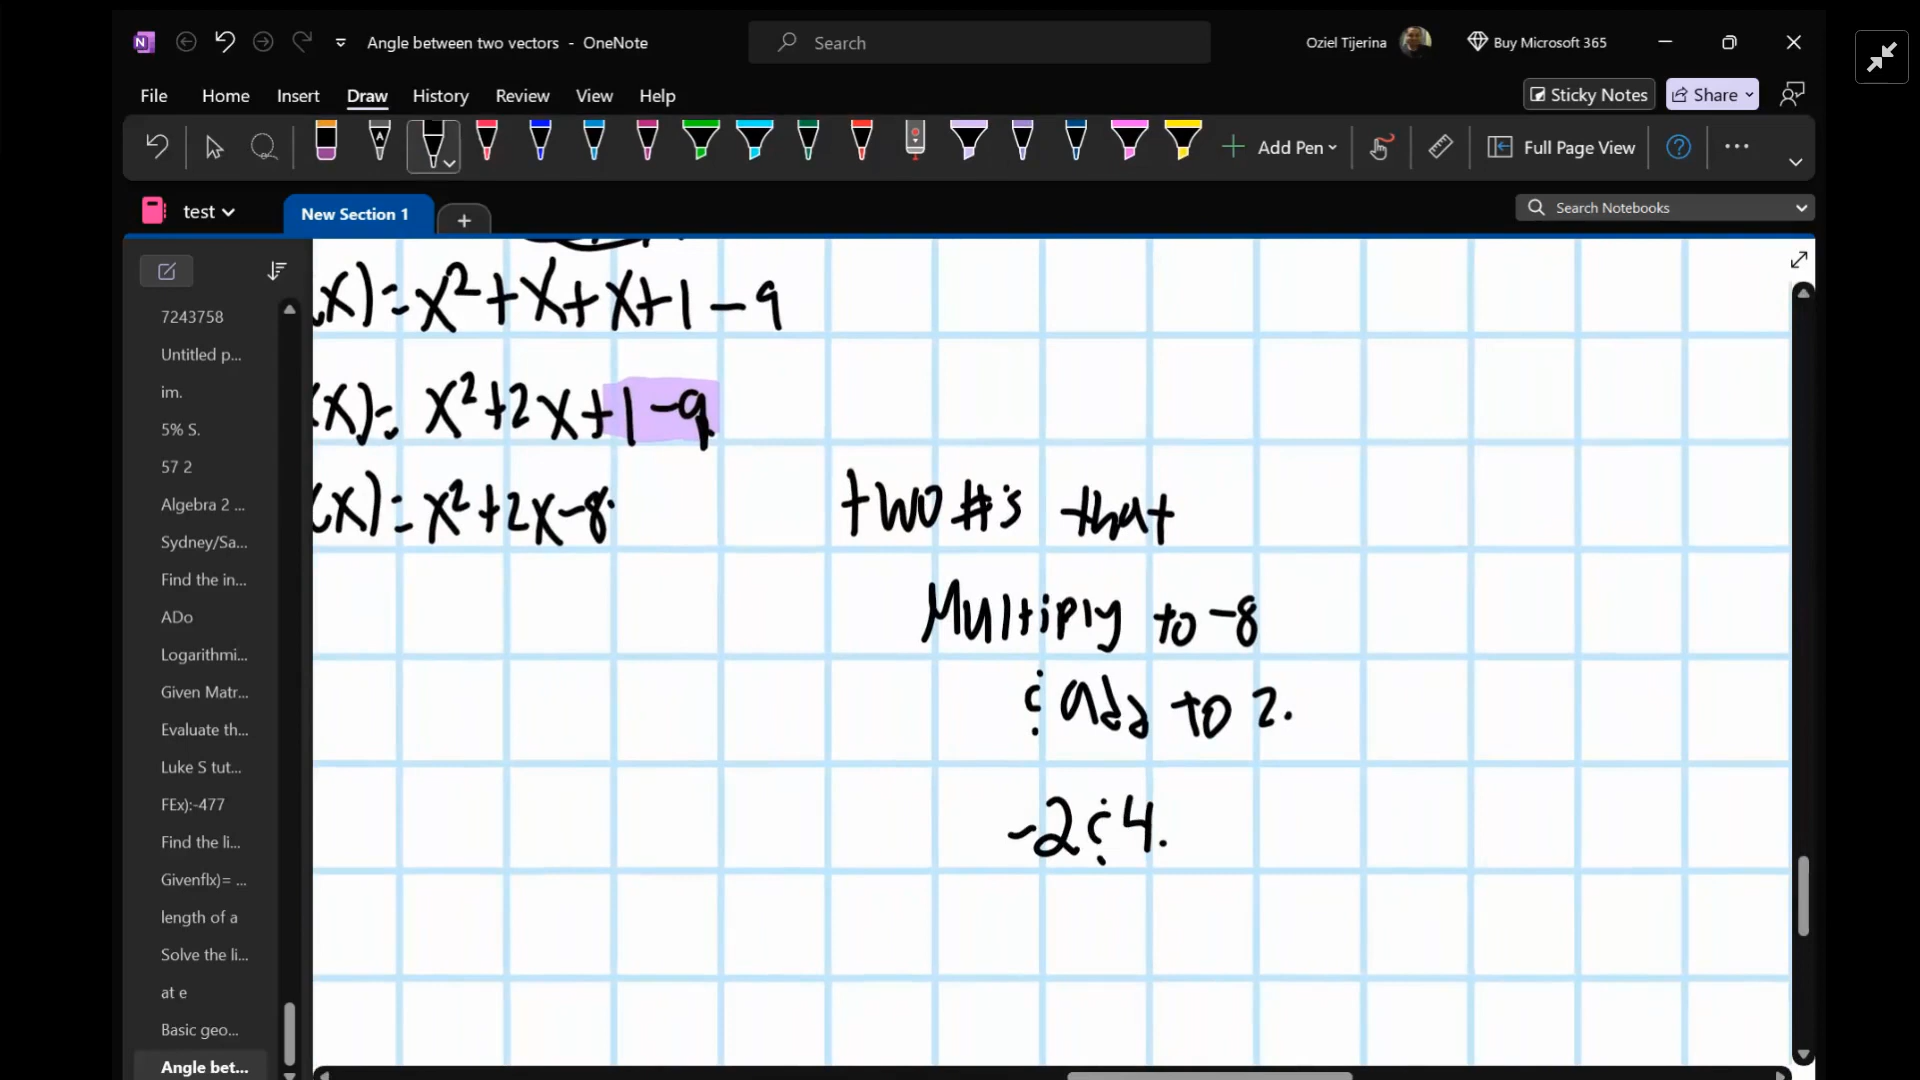 Angle between two vectors - OneNote
Search
Oziel Tijerina
Buy Microsoft 365
File Home Insert Draw History Review View Help
Sticky Notes
Share
Add Pen
Full Page View
test
New Section 1
Search Notebooks
7243758
Untitled p...
im.
5% S.
57 2
Algebra 2 ...
Sydney/Sa...
Find the in...
ADo
Logarithmi...
Given Matr...
Evaluate th...
Luke S tut...
FEx):-477
Find the li...
Givenflx)= ...
length of a
Solve the li...
at e
Basic geo...
Angle bet...
(x)= x²+x+x+1-9
(x)= x²+2x+1-9
(x)= x²+2x-8
two #'s that
Multiply to -8
& add to 2.
-2 & 4.